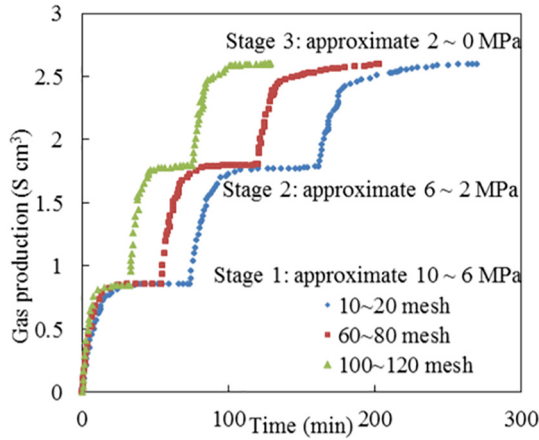 3
Stage 3: approximate 2 ~ 0 MPa
2.5
2
Stage 2: approximate 6 ~ 2 MPa
1.5
Stage 1: approximate 10 ~ 6 MPa
1
10~20 mesh
60~80 mesh
0.5
100~120 mesh
0
Gas production (S cm³)
0 100 200 300
Time (min)